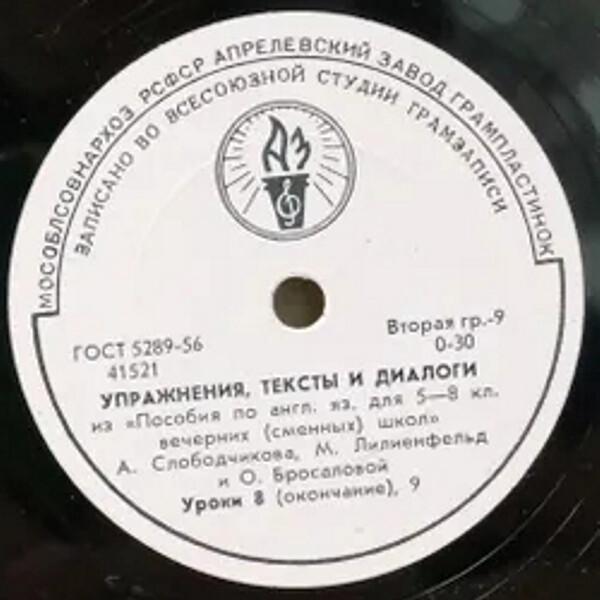 МОСОБЛСОВНАРХОЗ РСФСР АПРЕЛЕВСКИЙ ЗАВОД ГРАМПЛАСТИНОК
ЗАПИСАНО ВО ВСЕСОЮЗНОЙ СТУДИИ ГРАМЗАПИСИ
АЗ
ГОСТ 5289-56
41521
Вторая гр.-9
0-30
УПРАЖНЕНИЯ, ТЕКСТЫ И ДИАЛОГИ
из «Пособия по англ. яз. для 5—8 кл.
вечерних (сменных) школ»
А. Слободчикова, М. Лилиенфельд
и О. Бросаловой
Уроки 8 (окончание), 9